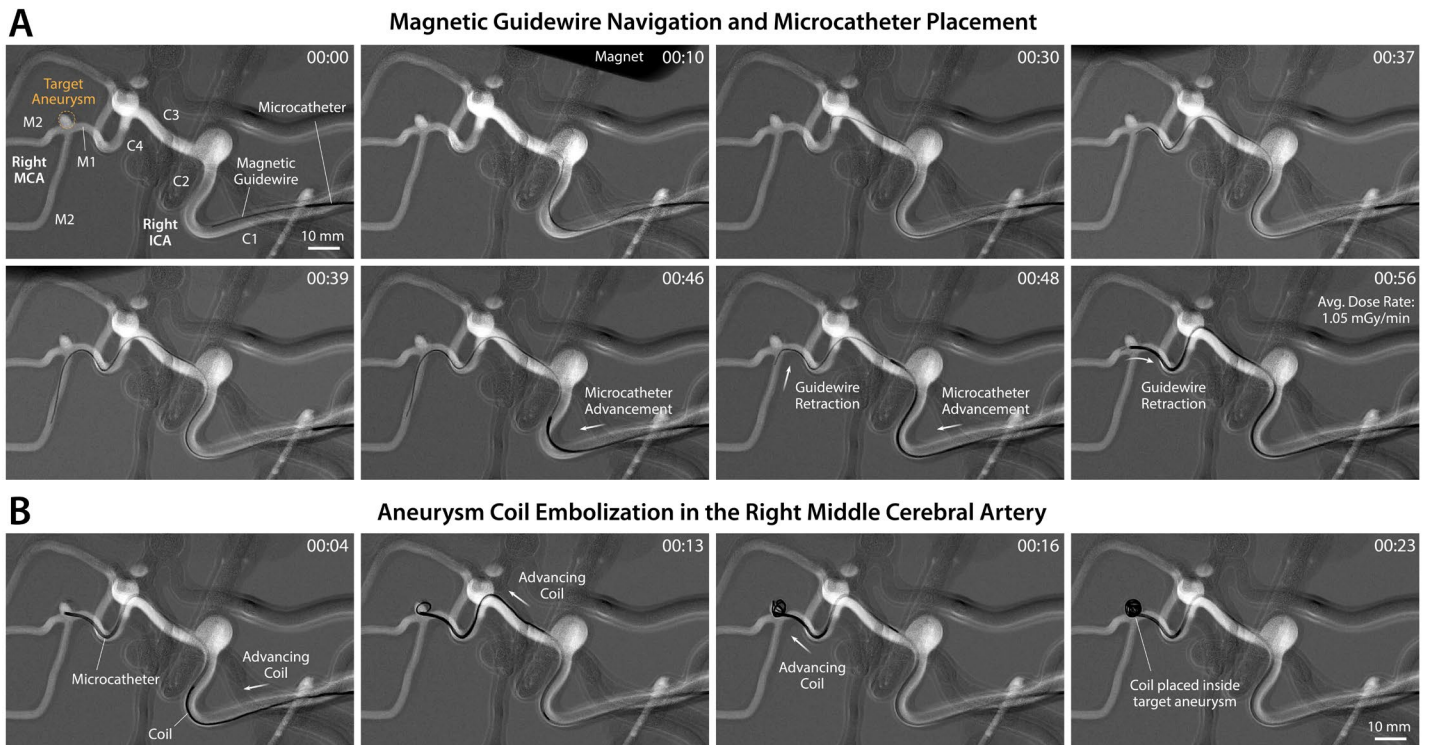 A
Magnetic Guidewire Navigation and Microcatheter Placement
00:00
Target
Aneurysm
M2
M1
Right
MCA
M2
C4
C3
C2
Microcatheter
Magnetic
Guidewire
Right
ICA
C1
10 mm
Magnet
00:10
00:30
00:37
00:39
00:46
Microcatheter
Advancement
00:48
Guidewire
Retraction
Microcatheter
Advancement
00:56
Avg. Dose Rate:
1.05 mGy/min
Guidewire
Retraction
B
Aneurysm Coil Embolization in the Right Middle Cerebral Artery
00:04
Microcatheter
Advancing
Coil
Coil
00:13
Advancing
Coil
00:16
Advancing
Coil
00:23
Coil placed inside
target aneurysm
10 mm